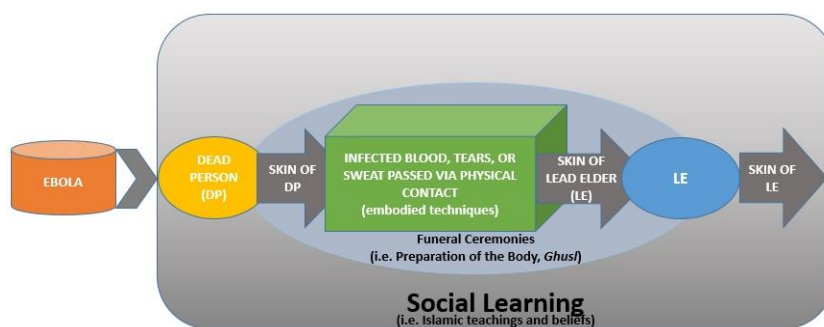 EBOLA
DEAD
PERSON
(DP)
SKIN OF
DP
INFECTED BLOOD, TEARS, OR
SWEAT PASSED VIA PHYSICAL
CONTACT
(embodied techniques)
SKIN OF
LEAD ELDER
(LE)
LE
SKIN OF
LE
Funeral Ceremonies
(i.e. Preparation of the Body, Ghusl)
Social Learning
(i.e. Islamic teachings and beliefs)